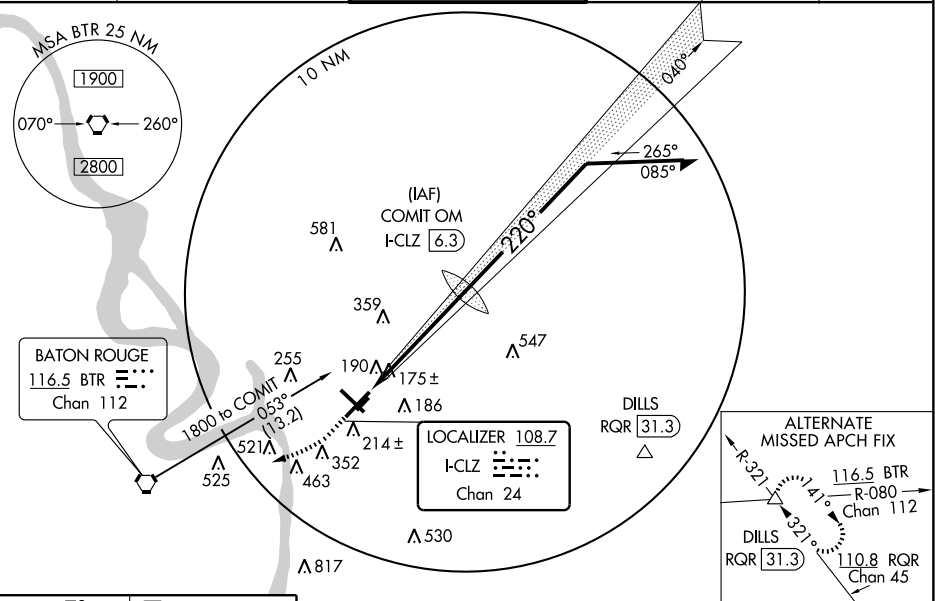 MSA BTR 25 NM
1900
070°
260°
2800
10 NM
040°
265°
085°
(IAF)
COMIT OM
I-CLZ 6.3
220°
581
359
547
BATON ROUGE
116.5 BTR
Chan 112
255
190
175 ±
1800 to COMIT
053°
(13.2)
186
DILLS
RQR 31.3
521
525
463
352
214 ±
LOCALIZER 108.7
I-CLZ
Chan 24
530
817
ALTERNATE
MISSED APCH FIX
R-321
141°
116.5 BTR
R-080
Chan 112
321°
DILLS
RQR 31.3
110.8 RQR
Chan 45